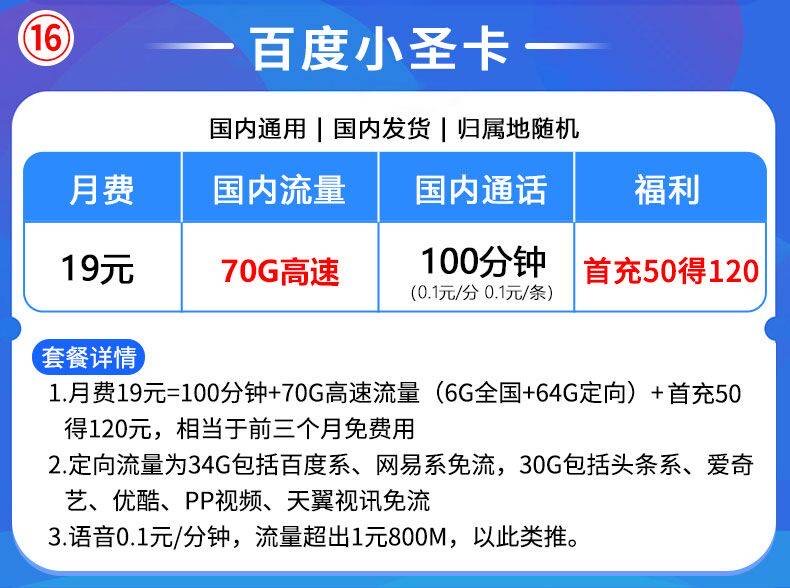 16
百度小圣卡
国内通用 | 国内发货 | 归属地随机
月费 国内流量 国内通话 福利
19元 70G高速 100分钟 首充50得120
(0.1元/分 0.1元/条)
套餐详情
1.月费19元=100分钟+70G高速流量（6G全国+64G定向）+首充50
得120元，相当于前三个月免费用
2.定向流量为34G包括百度系、网易系免流，30G包括头条系、爱奇
艺、优酷、PP视频、天翼视讯免流
3.语音0.1元/分钟，流量超出1元800M，以此类推。